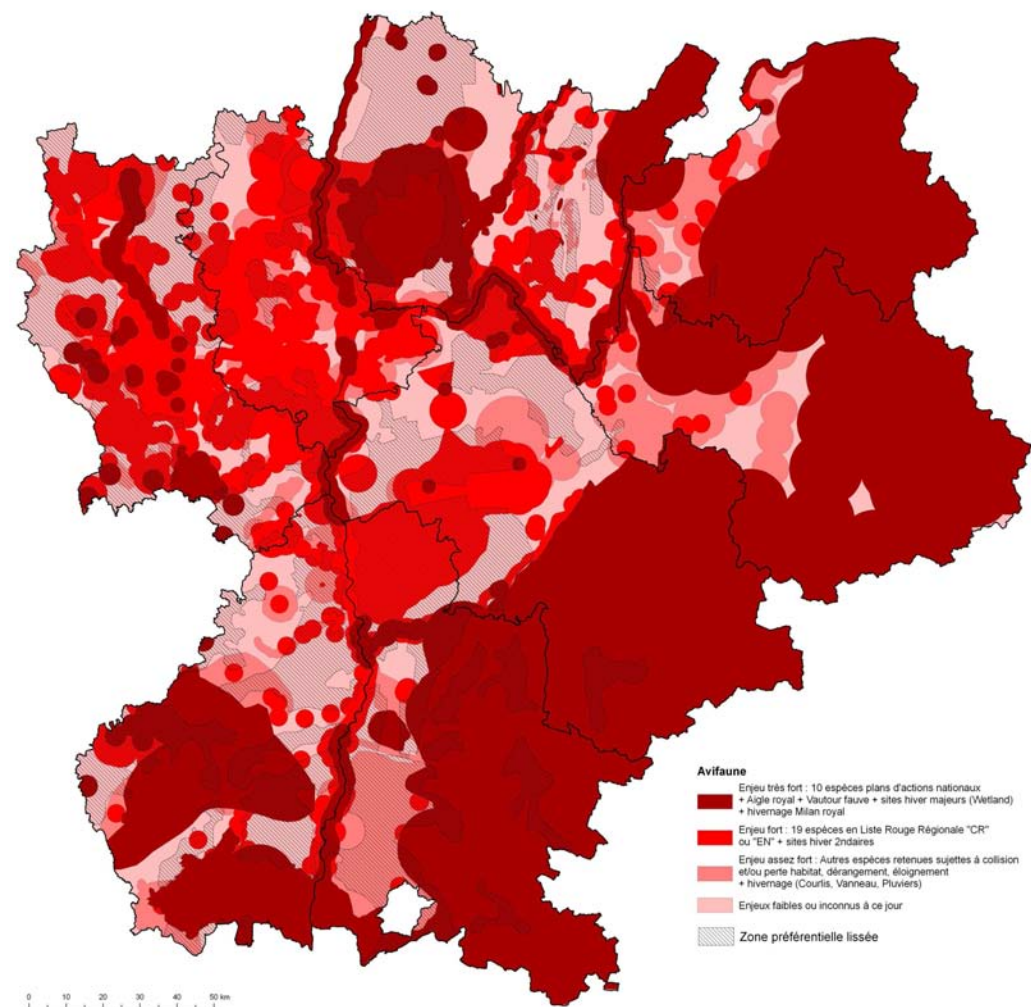 Avifaune
Enjeu très fort : 10 espèces plans d'actions nationaux
+ Aigle royal + Vautour fauve + sites hiver majeurs (Wetland)
+ hivernage Milan royal
Enjeu fort : 19 espèces en Liste Rouge Régionale "CR"
ou "EN" + sites hiver 2ndaires
Enjeu assez fort : Autres espèces retenues sujettes à collision
et/ou perte habitat, dérangement, éloignement
+ hivernage (Courlis, Vanneau, Pluviers)
Enjeux faibles ou inconnus à ce jour
Zone préférentielle lissée
0 10 20 30 40 50 km